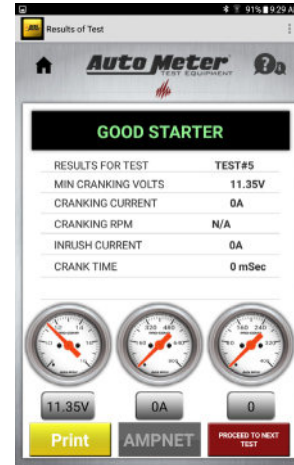 91% 9:29 A
Results of Test
Auto Meter
TEST EQUIPMENT
GOOD STARTER
RESULTS FOR TEST TEST#5
MIN CRANKING VOLTS 11.35V
CRANKING CURRENT 0A
CRANKING RPM N/A
INRUSH CURRENT 0A
CRANK TIME 0 mSec
11.35V 0A 0
Print AMPNET PROCEED TO NEXT
TEST